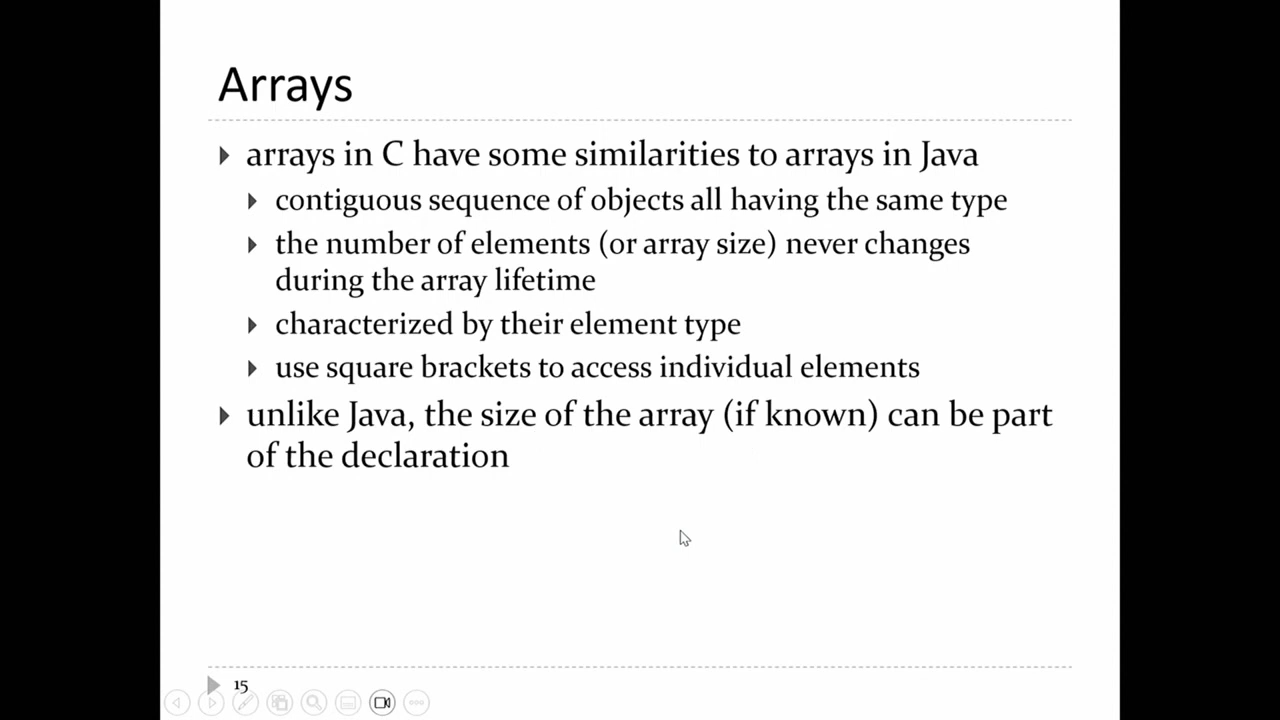 Arrays
arrays in C have some similarities to arrays in Java
contiguous sequence of objects all having the same type
the number of elements (or array size) never changes
during the array lifetime
characterized by their element type
use square brackets to access individual elements
unlike Java, the size of the array (if known) can be part
of the declaration
15